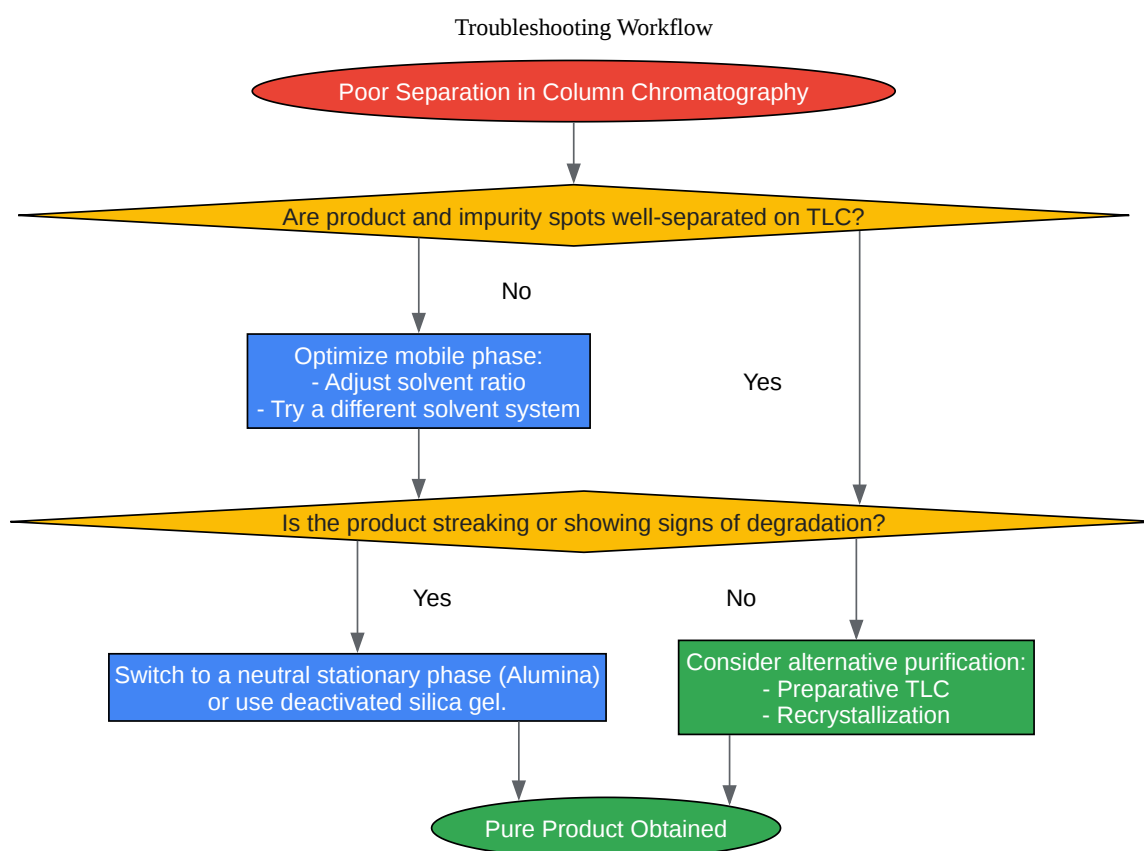 Troubleshooting Workflow
Poor Separation in Column Chromatography
Are product and impurity spots well-separated on TLC?
No
Optimize mobile phase:
- Adjust solvent ratio
- Try a different solvent system
Yes
Is the product streaking or showing signs of degradation?
Yes
No
Switch to a neutral stationary phase (Alumina)
or use deactivated silica gel.
Consider alternative purification:
- Preparative TLC
- Recrystallization
Pure Product Obtained